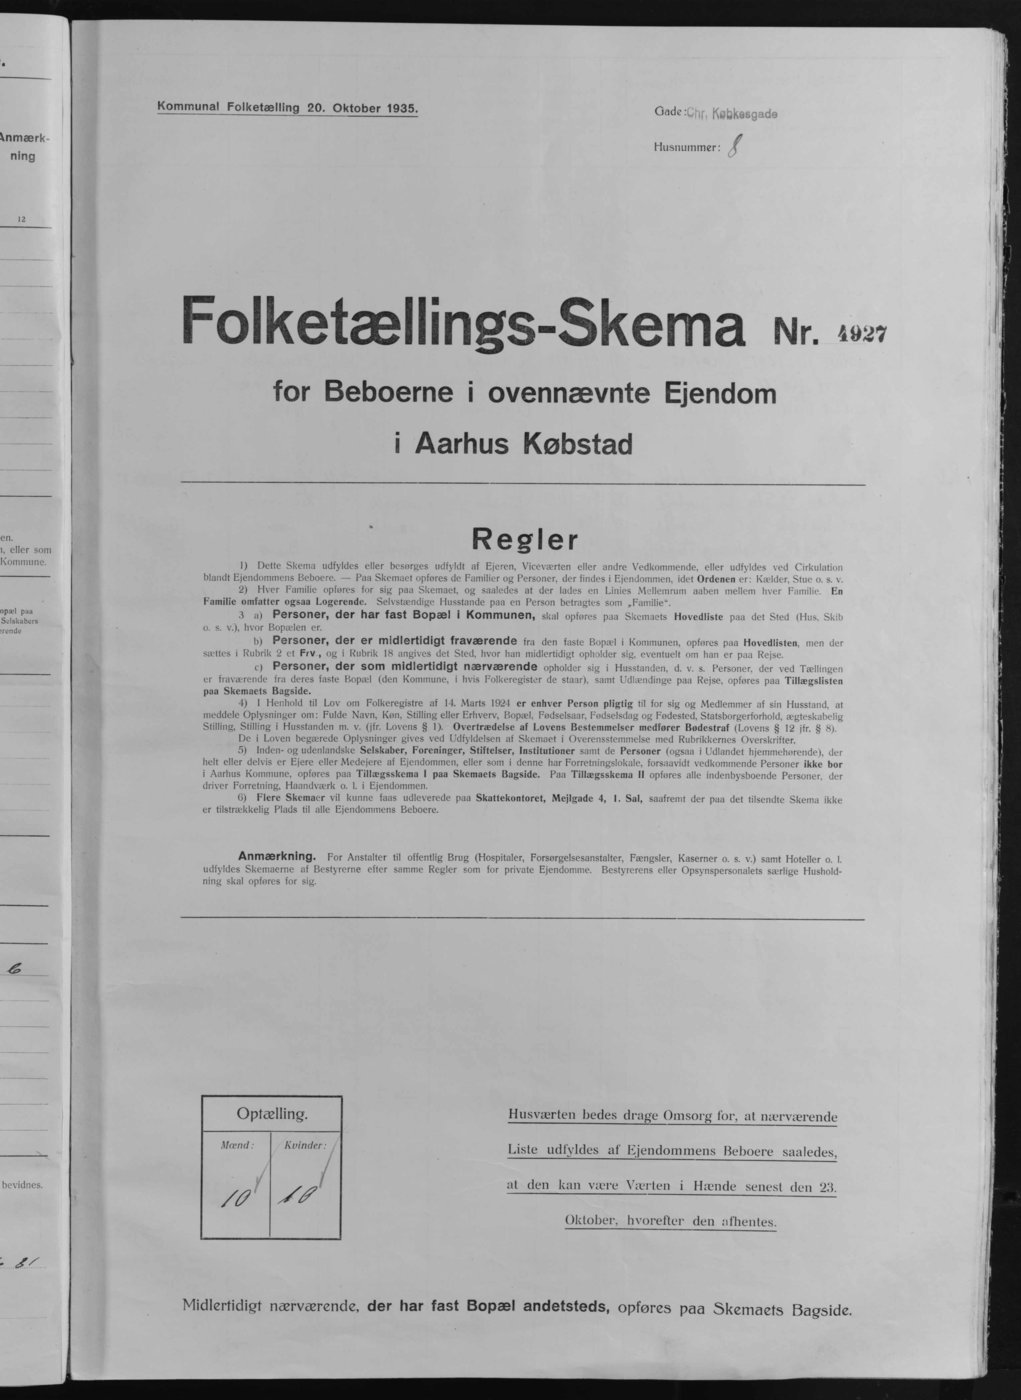 Anmærk-
ning
12
en.
n, eller som
Kommune.
opæl paa
Selskabers
ærende
6
bevidnes.
81
Kommunal Folketælling 20. Oktober 1935.
Gade: Chr. Købkesgade
Husnummer: 8
Folketællings-Skema Nr. 4927
for Beboerne i ovennævnte Ejendom
i Aarhus Købstad
Regler
1) Dette Skema udfyldes eller besørges udfyldt af Ejeren, Viceværten eller andre Vedkommende, eller udfyldes ved Cirkulation
blandt Ejendommens Beboere. — Paa Skemaet opføres de Familier og Personer, der findes i Ejendommen, idet Ordenen er: Kælder, Stue o. s. v.
2) Hver Familie opføres for sig paa Skemaet, og saaledes at der lades en Linies Mellemrum aaben mellem hver Familie. En
Familie omfatter ogsaa Logerende. Selvstændige Husstande paa en Person betragtes som „Familie“.
3 a) Personer, der har fast Bopæl i Kommunen, skal opføres paa Skemaets Hovedliste paa det Sted (Hus, Skib
o. s. v.), hvor Bopælen er.
b) Personer, der er midlertidigt fraværende fra den faste Bopæl i Kommunen, opføres paa Hovedlisten, men der
sættes i Rubrik 2 et Frv., og i Rubrik 18 angives det Sted, hvor han midlertidigt opholder sig, eventuelt om han er paa Rejse.
c) Personer, der som midlertidigt nærværende opholder sig i Husstanden, d. v. s. Personer, der ved Tællingen
er fraværende fra deres faste Bopæl (den Kommune, i hvis Folkeregister de staar), samt Udlændinge paa Rejse, opføres paa Tillægslisten
paa Skemaets Bagside.
4) I Henhold til Lov om Folkeregistre af 14. Marts 1924 er enhver Person pligtig til for sig og Medlemmer af sin Husstand, at
meddele Oplysninger om: Fulde Navn, Køn, Stilling eller Erhverv, Bopæl, Fødselsaar, Fødselsdag og Fødested, Statsborgerforhold, ægteskabelig
Stilling, Stilling i Husstanden m. v. (jfr. Lovens § 1). Overtrædelse af Lovens Bestemmelser medfører Bødestraf (Lovens § 12 jfr. § 8).
De i Loven begærede Oplysninger gives ved Udfyldelsen af Skemaet i Overensstemmelse med Rubrikkernes Overskrifter.
5) Inden- og udenlandske Selskaber, Foreninger, Stiftelser, Institutioner samt de Personer (ogsaa i Udlandet hjemmehørende), der
helt eller delvis er Ejere eller Medejere af Ejendommen, eller som i denne har Forretningslokale, forsaavidt vedkommende Personer ikke bor
i Aarhus Kommune, opføres paa Tillægsskema I paa Skemaets Bagside. Paa Tillægsskema II opføres alle indenbysboende Personer, der
driver Forretning, Haandværk o. l. i Ejendommen.
6) Flere Skemaer vil kunne faas udleverede paa Skattekontoret, Mejlgade 4, 1. Sal, saafremt der paa det tilsendte Skema ikke
er tilstrækkelig Plads til alle Ejendommens Beboere.
Anmærkning. For Anstalter til offentlig Brug (Hospitaler, Forsørgelsesanstalter, Fængsler, Kaserner o. s. v.) samt Hoteller o. l.
udfyldes Skemaerne af Bestyrerne efter samme Regler som for private Ejendomme. Bestyrerens eller Opsynspersonalets særlige Hushold-
ning skal opføres for sig.
Optælling.
Mænd: Kvinder:
10 10
Husværten bedes drage Omsorg for, at nærværende
Liste udfyldes af Ejendommens Beboere saaledes,
at den kan være Værten i Hænde senest den 23.
Oktober, hvorefter den afhentes.
Midlertidigt nærværende, der har fast Bopæl andetsteds, opføres paa Skemaets Bagside.